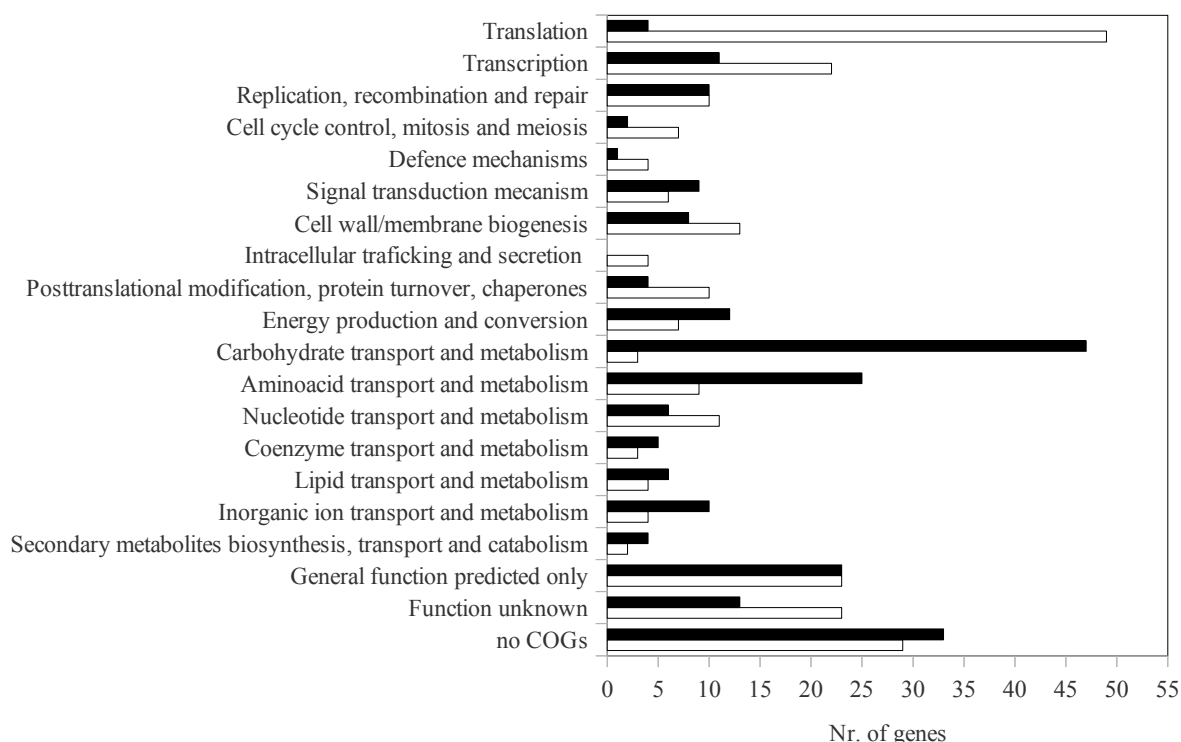 Translation
Transcription
Replication, recombination and repair
Cell cycle control, mitosis and meiosis
Defence mechanisms
Signal transduction mecanism
Cell wall/membrane biogenesis
Intracellular traficking and secretion
Posttranslational modification, protein turnover, chaperones
Energy production and conversion
Carbohydrate transport and metabolism
Aminoacid transport and metabolism
Nucleotide transport and metabolism
Coenzyme transport and metabolism
Lipid transport and metabolism
Inorganic ion transport and metabolism
Secondary metabolites biosynthesis, transport and catabolism
General function predicted only
Function unknown
no COGs
0 5 10 15 20 25 30 35 40 45 50 55
Nr. of genes